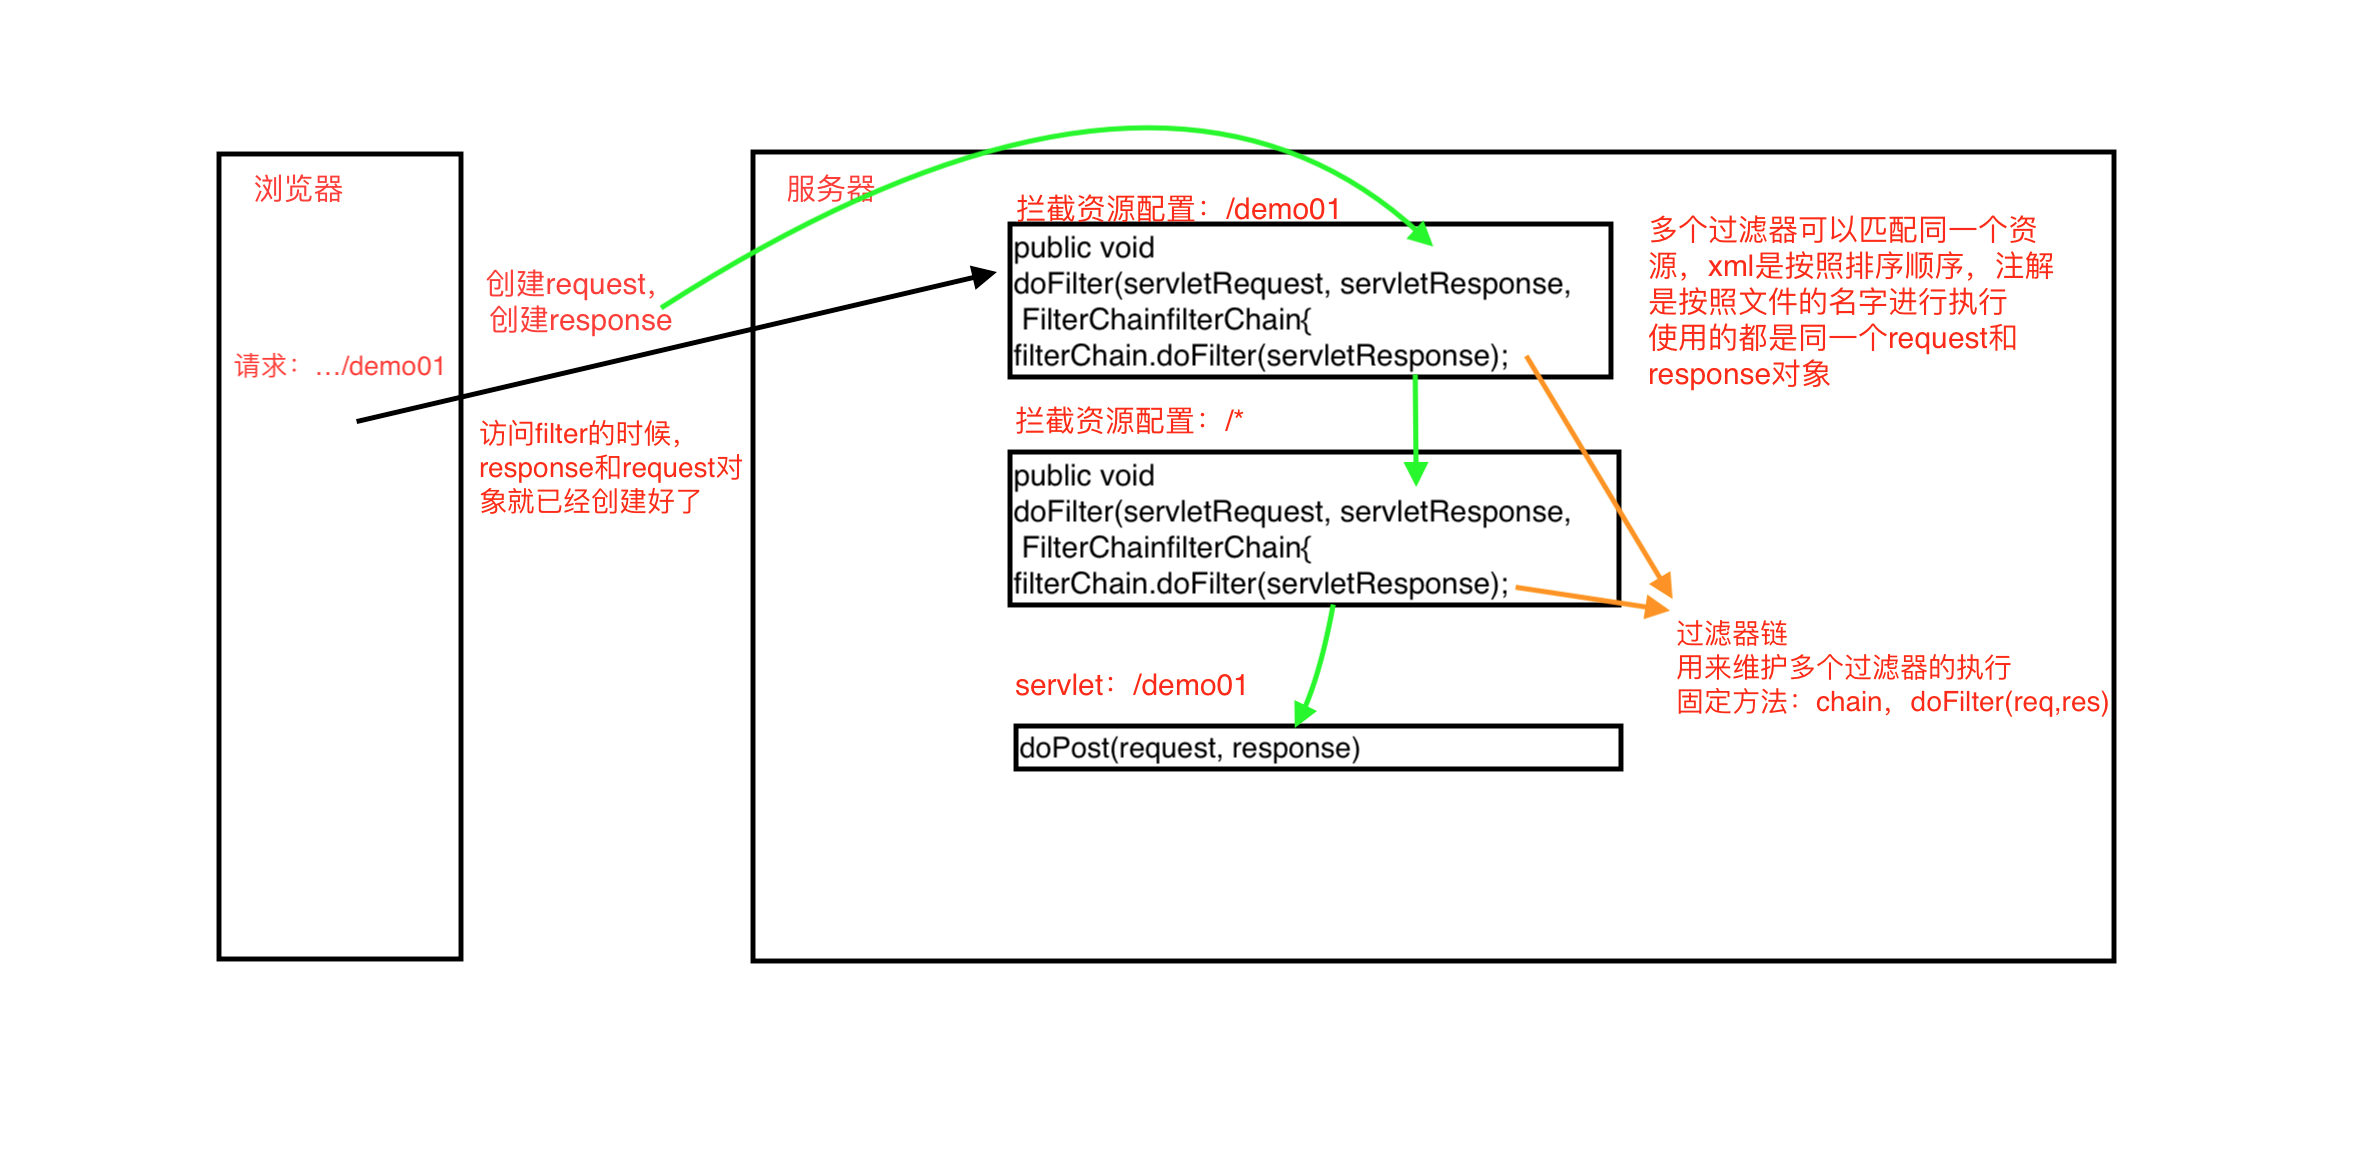 浏览器
请求：.../demo01
创建request，
创建response
访问filter的时候，
response和request对
象就已经创建好了
服务器
拦截资源配置：/demo01
public void
doFilter(servletRequest, servletResponse,
FilterChainfilterChain{
filterChain.doFilter(servletResponse);
拦截资源配置：/*
public void
doFilter(servletRequest, servletResponse,
FilterChainfilterChain{
filterChain.doFilter(servletResponse);
servlet：/demo01
doPost(request, response)
多个过滤器可以匹配同一个资
源，xml是按照排序顺序，注解
是按照文件的名字进行执行
使用的都是同一个request和
response对象
过滤器链
用来维护多个过滤器的执行
固定方法：chain，doFilter(req,res)